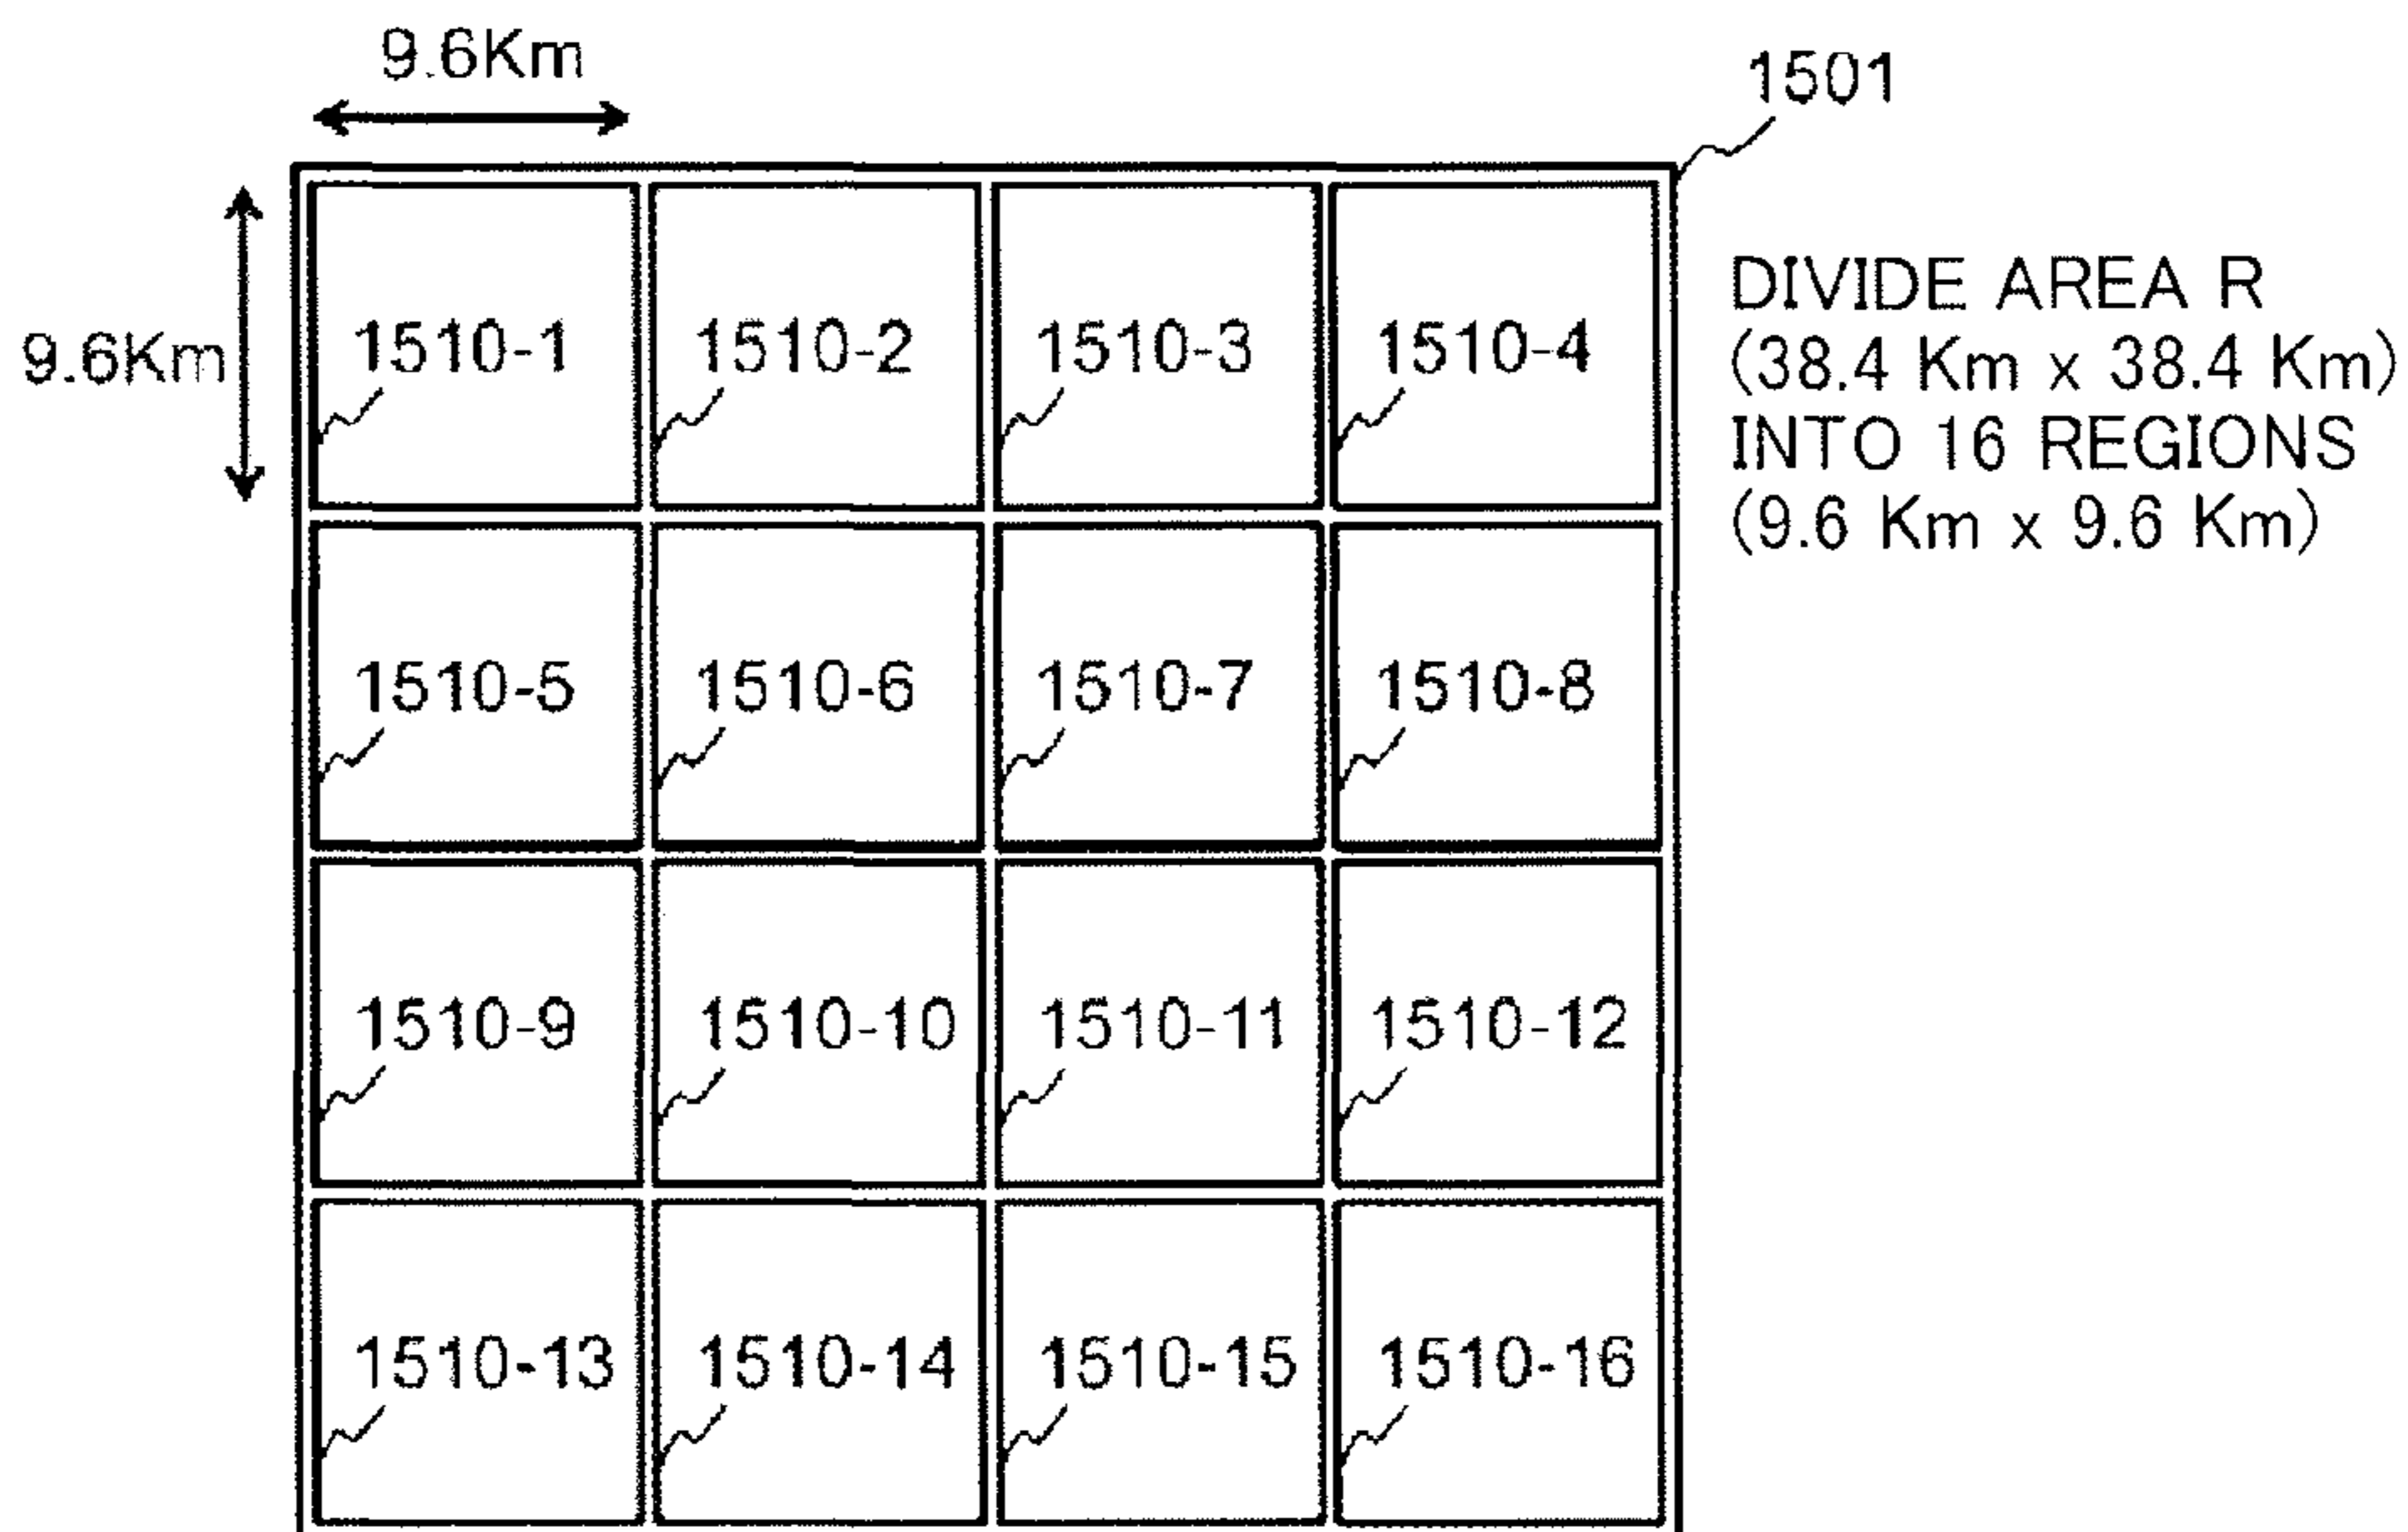 9.6Km
1501
9.6Km
DIVIDE AREA R
(38.4 Km x 38.4 Km)
INTO 16 REGIONS
(9.6 Km x 9.6 Km)
1510-1
1510-2
1510-3
1510-4
1510-5
1510-6
1510-7
1510-8
1510-9
1510-10
1510-11
1510-12
1510-13
1510-14
1510-15
1510-16